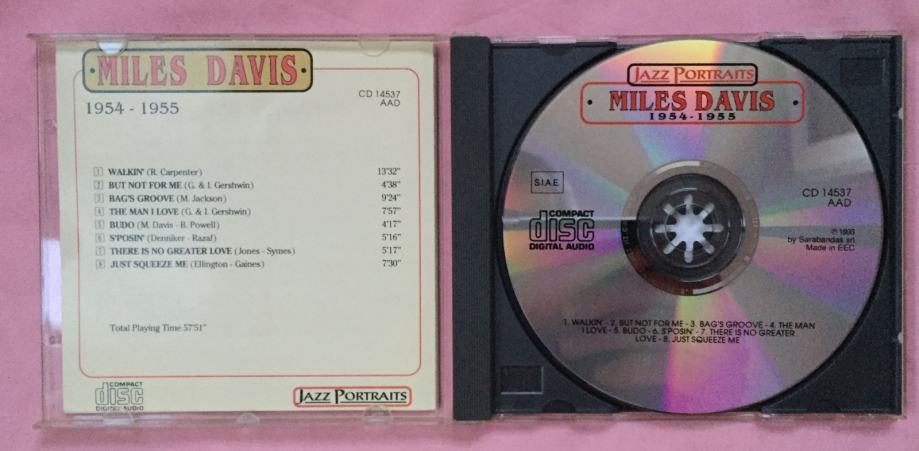 MILES DAVIS
1954 - 1955
CD 14537
AAD
1 WALKIN' (R. Carpenter) 13'32"
2 BUT NOT FOR ME (G. & I. Gershwin) 4'38"
3 BAG'S GROOVE (M. Jackson) 9'24"
4 THE MAN I LOVE (G. & I. Gershwin) 7'57"
5 BUDO (M. Davis - B. Powell) 4'17"
6 S'POSIN' (Denniker - Razaf) 5'16"
7 THERE IS NO GREATER LOVE (Jones - Symes) 5'17"
8 JUST SQUEEZE ME (Ellington - Gaines) 7'30"
Total Playing Time 57'51"
COMPACT
disc
DIGITAL AUDIO
JAZZ PORTRAITS
JAZZ PORTRAITS
MILES DAVIS
1954-1955
S.I.A.E.
CD 14537
AAD
COMPACT
disc
DIGITAL AUDIO
℗ 1993
by Sarabandas srl
Made in EEC
1. WALKIN' - 2. BUT NOT FOR ME - 3. BAG'S GROOVE - 4. THE MAN
I LOVE - 5. BUDO - 6. S'POSIN' - 7. THERE IS NO GREATER
LOVE - 8. JUST SQUEEZE ME